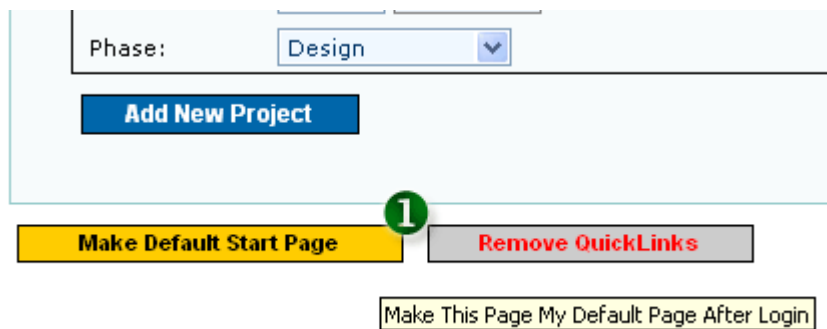 Phase: Design
Add New Project
1
Make Default Start Page Remove QuickLinks
Make This Page My Default Page After Login